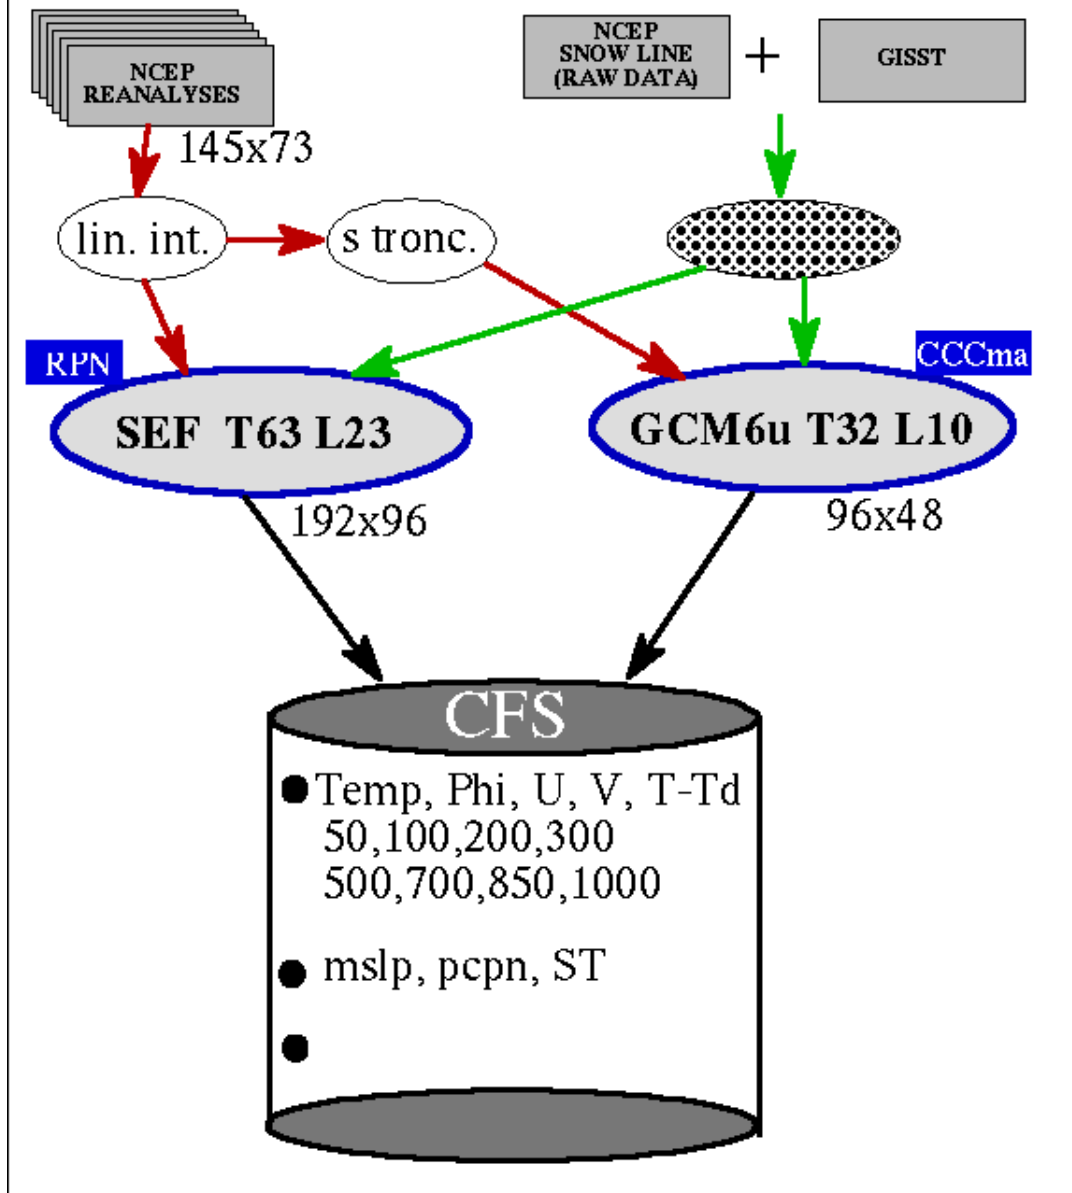 NCEP
REANALYSES
NCEP
SNOW LINE
(RAW DATA)
+
GISST
145x73
lin. int.
s tronc.
RPN
CCCma
SEF T63 L23
GCM6u T32 L10
192x96
96x48
CFS
Temp, Phi, U, V, T-Td
50,100,200,300
500,700,850,1000
mslp, pcpn, ST